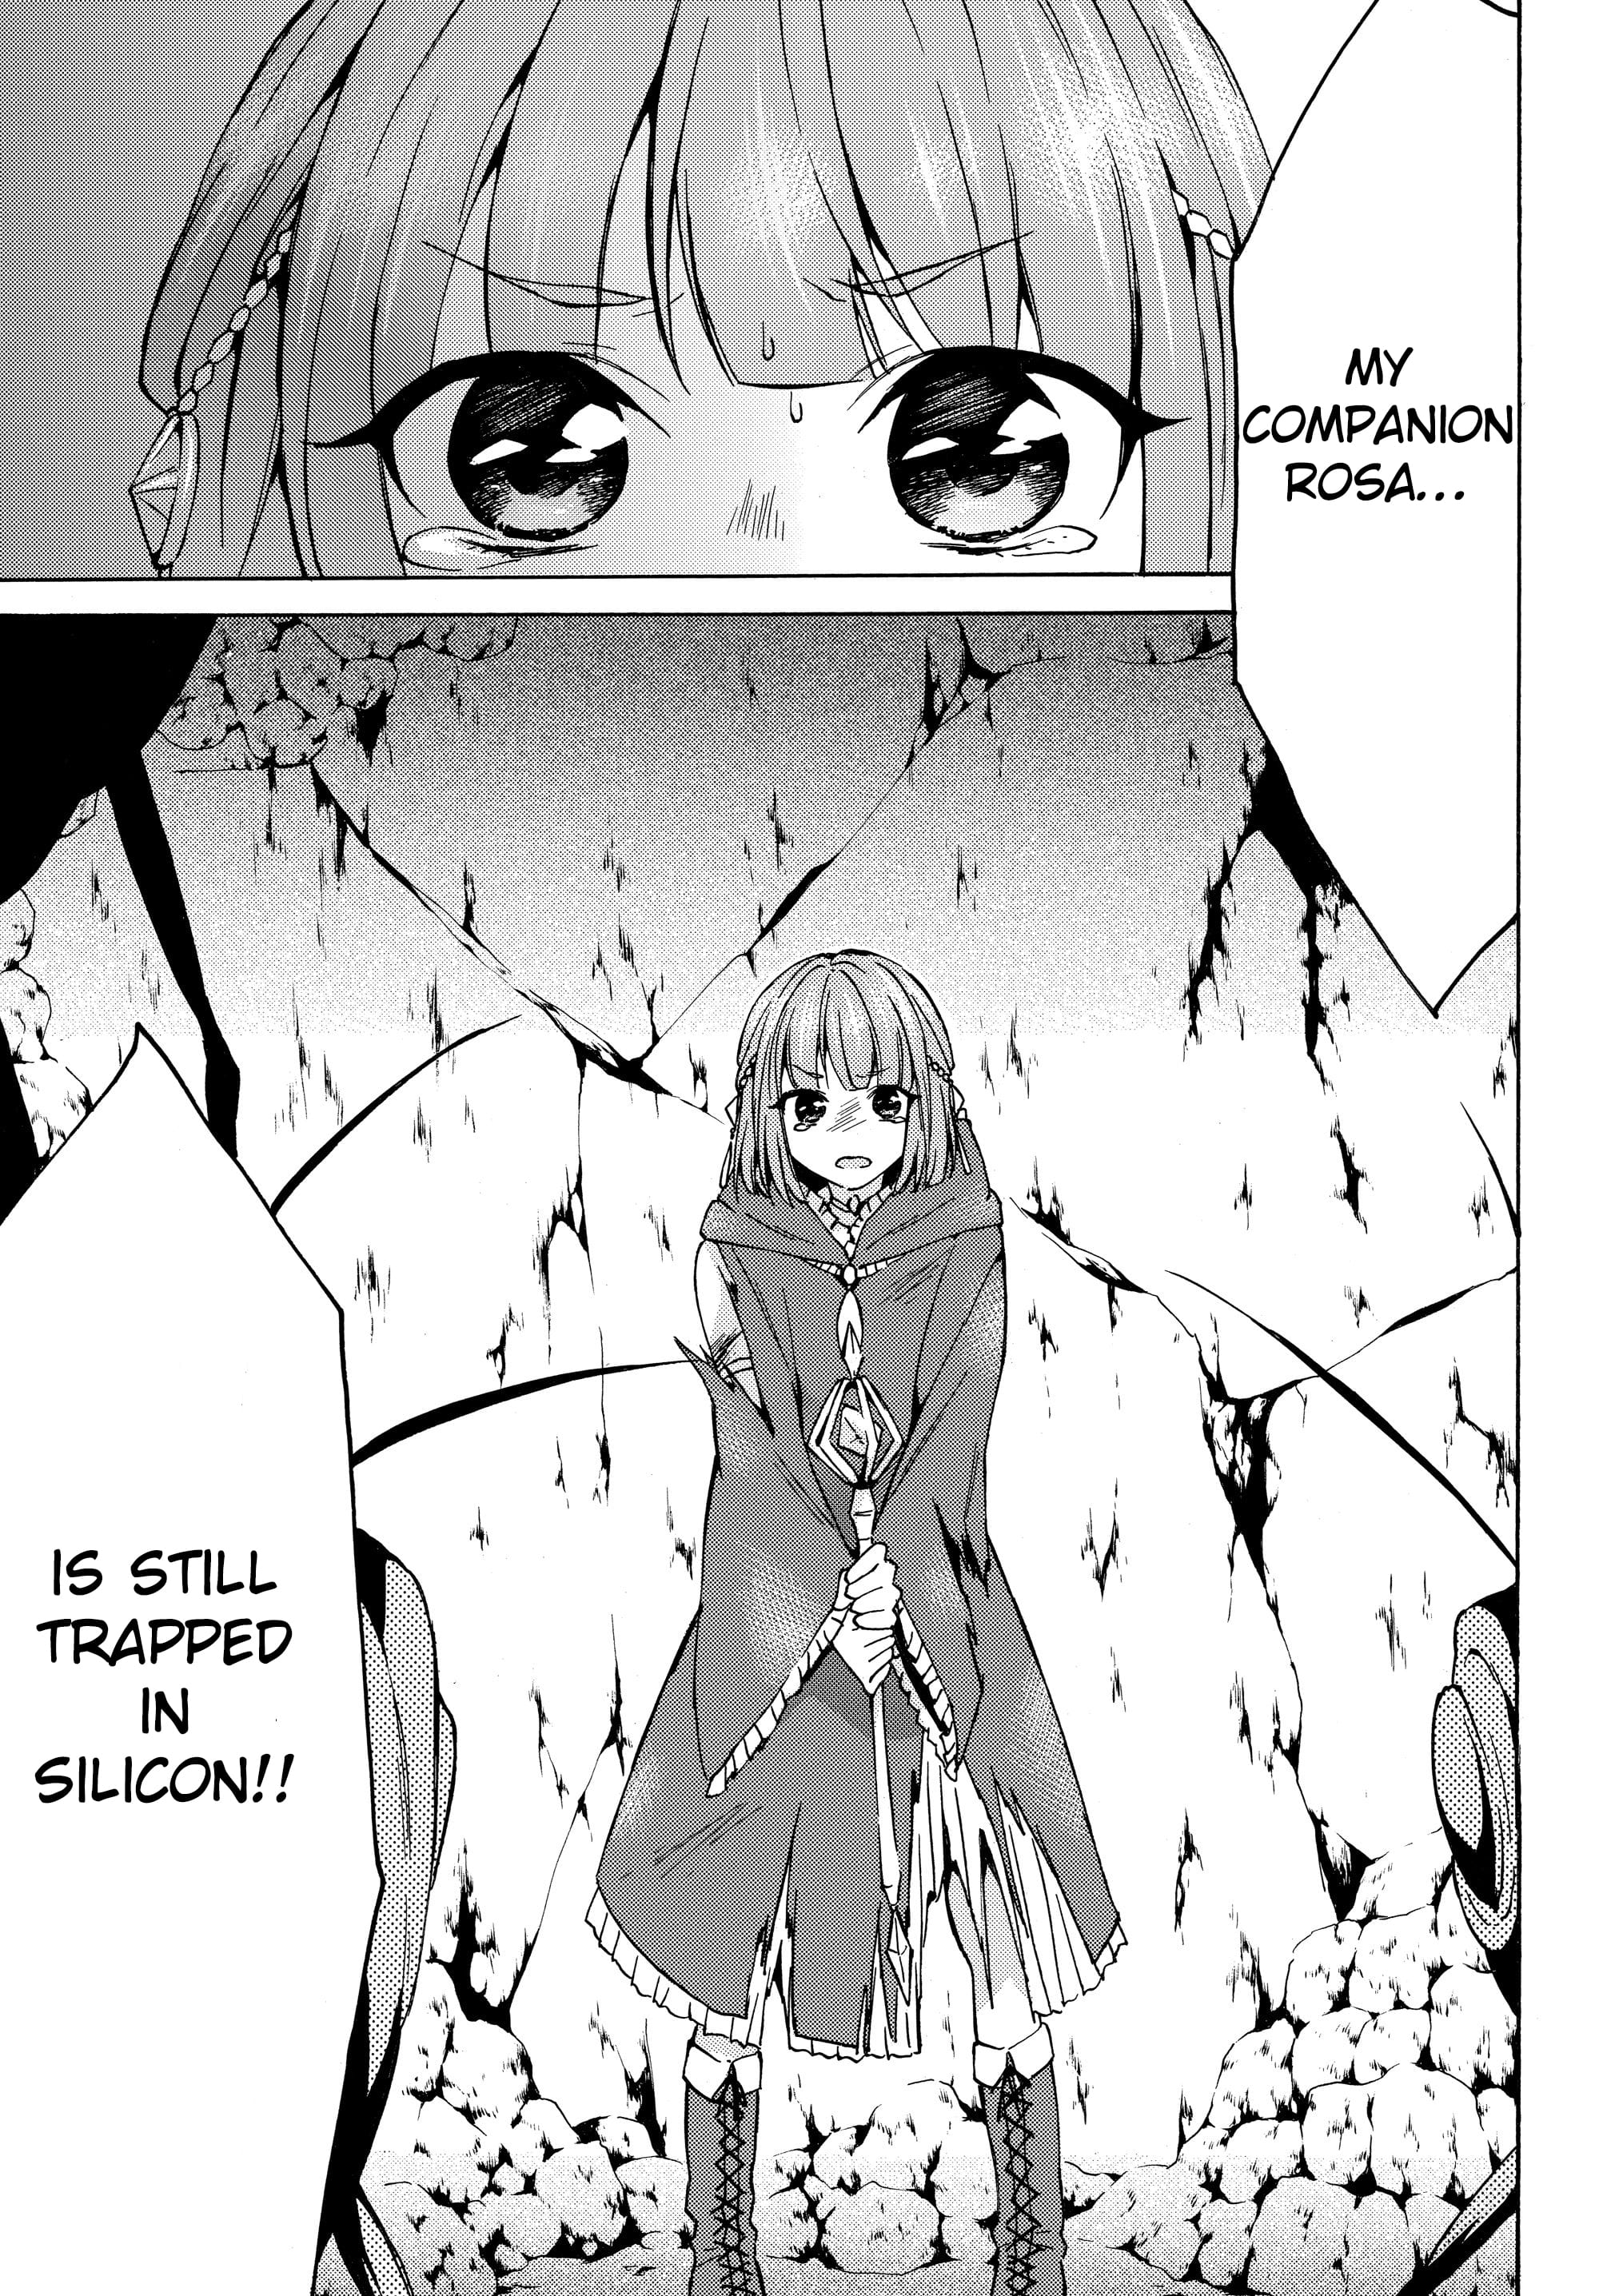 MY
COMPANION
ROSA...
IS STILL
TRAPPED
IN
SILICON!!